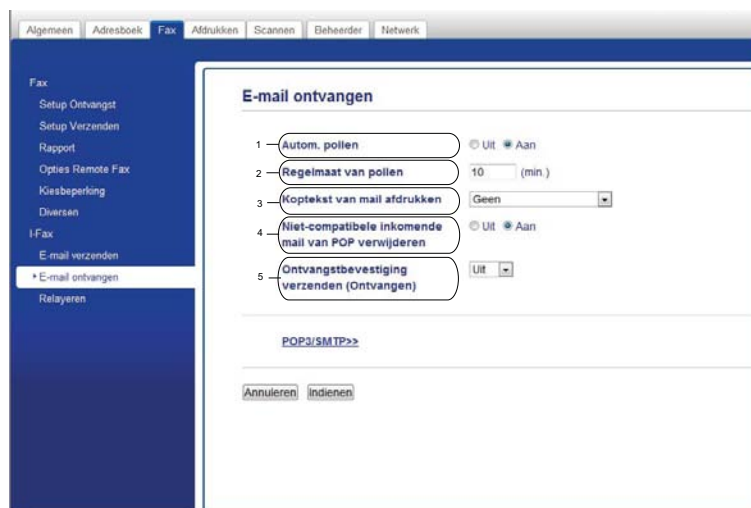 Algemeen Adresboek Fax Afdrukken Scannen Beheerder Netwerk
Fax
Setup Ontvangst
Setup Verzenden
Rapport
Opties Remote Fax
Kiesbeperking
Diversen
I-Fax
E-mail verzenden
E-mail ontvangen
Relayeren
E-mail ontvangen
1 Autom. pollen Uit Aan
2 Regelmaat van pollen 10 (min.)
3 Koptekst van mail afdrukken Geen
4 Niet-compatibele inkomende Uit Aan
mail van POP verwijderen
5 Ontvangstbevestiging Uit
verzenden (Ontvangen)
POP3/SMTP>>
Annuleren Indienen